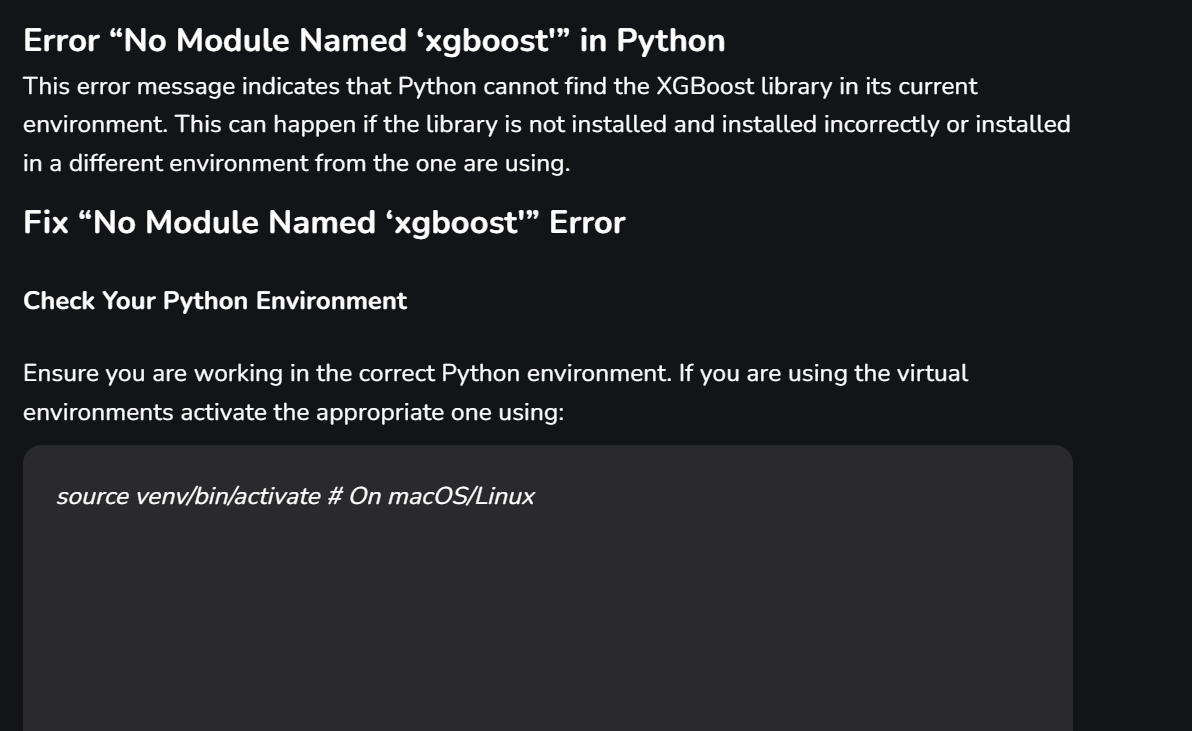 Error “No Module Named ‘xgboost'” in Python
This error message indicates that Python cannot find the XGBoost library in its current
environment. This can happen if the library is not installed and installed incorrectly or installed
in a different environment from the one are using.
Fix “No Module Named ‘xgboost'” Error
Check Your Python Environment
Ensure you are working in the correct Python environment. If you are using the virtual
environments activate the appropriate one using:
source venv/bin/activate # On macOS/Linux